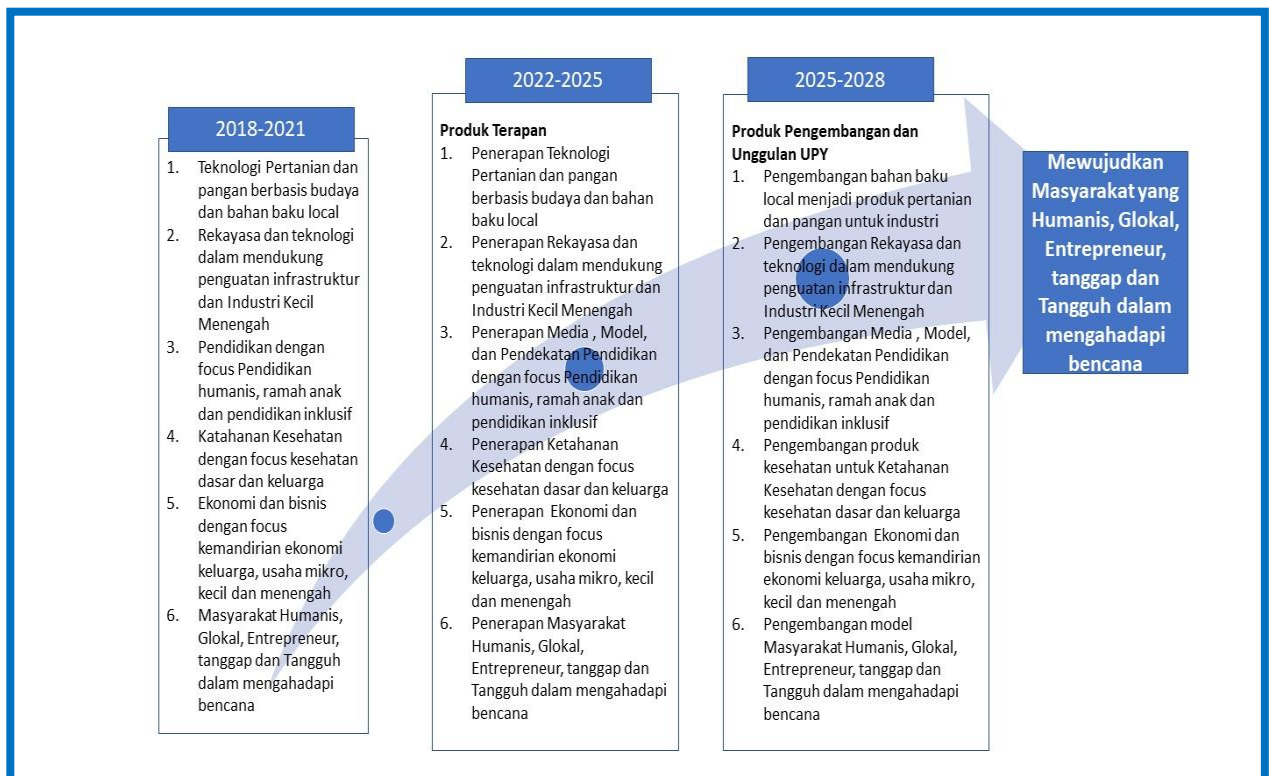 2018-2021
1. Teknologi Pertanian dan
pangan berbasis budaya
dan bahan baku local
2. Rekayasa dan teknologi
dalam mendukung
penguatan infrastruktur
dan Industri Kecil
Menengah
3. Pendidikan dengan
focus Pendidikan
humanis, ramah anak
dan pendidikan inklusif
4. Katahanan Kesehatan
dengan focus kesehatan
dasar dan keluarga
5. Ekonomi dan bisnis
dengan focus
kemandirian ekonomi
keluarga, usaha mikro,
kecil dan menengah
6. Masyarakat Humanis,
Glokal, Entrepreneur,
tanggap dan Tangguh
dalam mengahadapi
bencana
2022-2025
Produk Terapan
1. Penerapan Teknologi
Pertanian dan pangan
berbasis budaya dan bahan
baku local
2. Penerapan Rekayasa dan
teknologi dalam mendukung
penguatan infrastruktur dan
Industri Kecil Menengah
3. Penerapan Media , Model,
dan Pendekatan Pendidikan
dengan focus Pendidikan
humanis, ramah anak dan
pendidikan inklusif
4. Penerapan Ketahanan
Kesehatan dengan focus
kesehatan dasar dan keluarga
5. Penerapan Ekonomi dan
bisnis dengan focus
kemandirian ekonomi
keluarga, usaha mikro, kecil
dan menengah
6. Penerapan Masyarakat
Humanis, Glokal,
Entrepreneur, tanggap dan
Tangguh dalam mengahadapi
bencana
2025-2028
Produk Pengembangan dan
Unggulan UPY
1. Pengembangan bahan baku
local menjadi produk pertanian
dan pangan untuk industri
2. Pengembangan Rekayasa dan
teknologi dalam mendukung
penguatan infrastruktur dan
Industri Kecil Menengah
3. Pengembangan Media , Model,
dan Pendekatan Pendidikan
dengan focus Pendidikan
humanis, ramah anak dan
pendidikan inklusif
4. Pengembangan produk
kesehatan untuk Ketahanan
Kesehatan dengan focus
kesehatan dasar dan keluarga
5. Pengembangan Ekonomi dan
bisnis dengan focus kemandirian
ekonomi keluarga, usaha mikro,
kecil dan menengah
6. Pengembangan model
Masyarakat Humanis, Glokal,
Entrepreneur, tanggap dan
Tangguh dalam mengahadapi
bencana
Mewujudkan
Masyarakat yang
Humanis, Glokal,
Entrepreneur,
tanggap dan
Tangguh dalam
mengahadapi
bencana